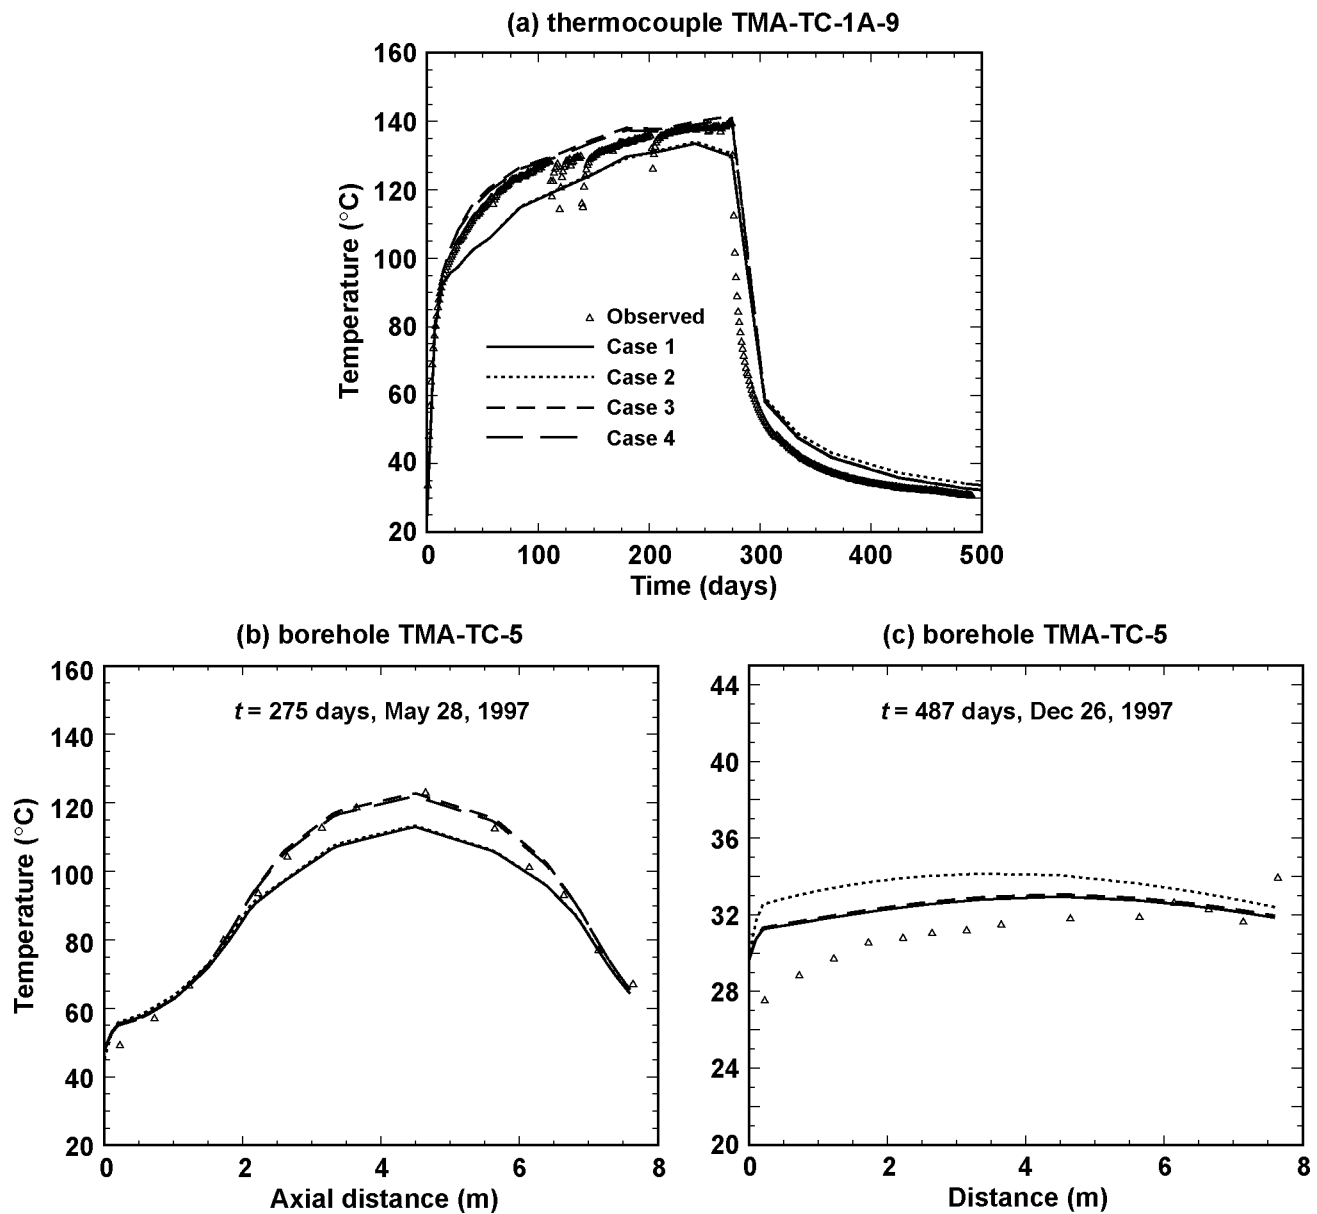 (a) thermocouple TMA-TC-1A-9
160
140
120
100
80
60
40
20
Temperature (°C)
Observed
Case 1
Case 2
Case 3
Case 4
0 100 200 300 400 500
Time (days)
(b) borehole TMA-TC-5
t = 275 days, May 28, 1997
160
140
120
100
80
60
40
20
Temperature (°C)
0 2 4 6 8
Axial distance (m)
(c) borehole TMA-TC-5
t = 487 days, Dec 26, 1997
44
40
36
32
28
24
20
0 2 4 6 8
Distance (m)